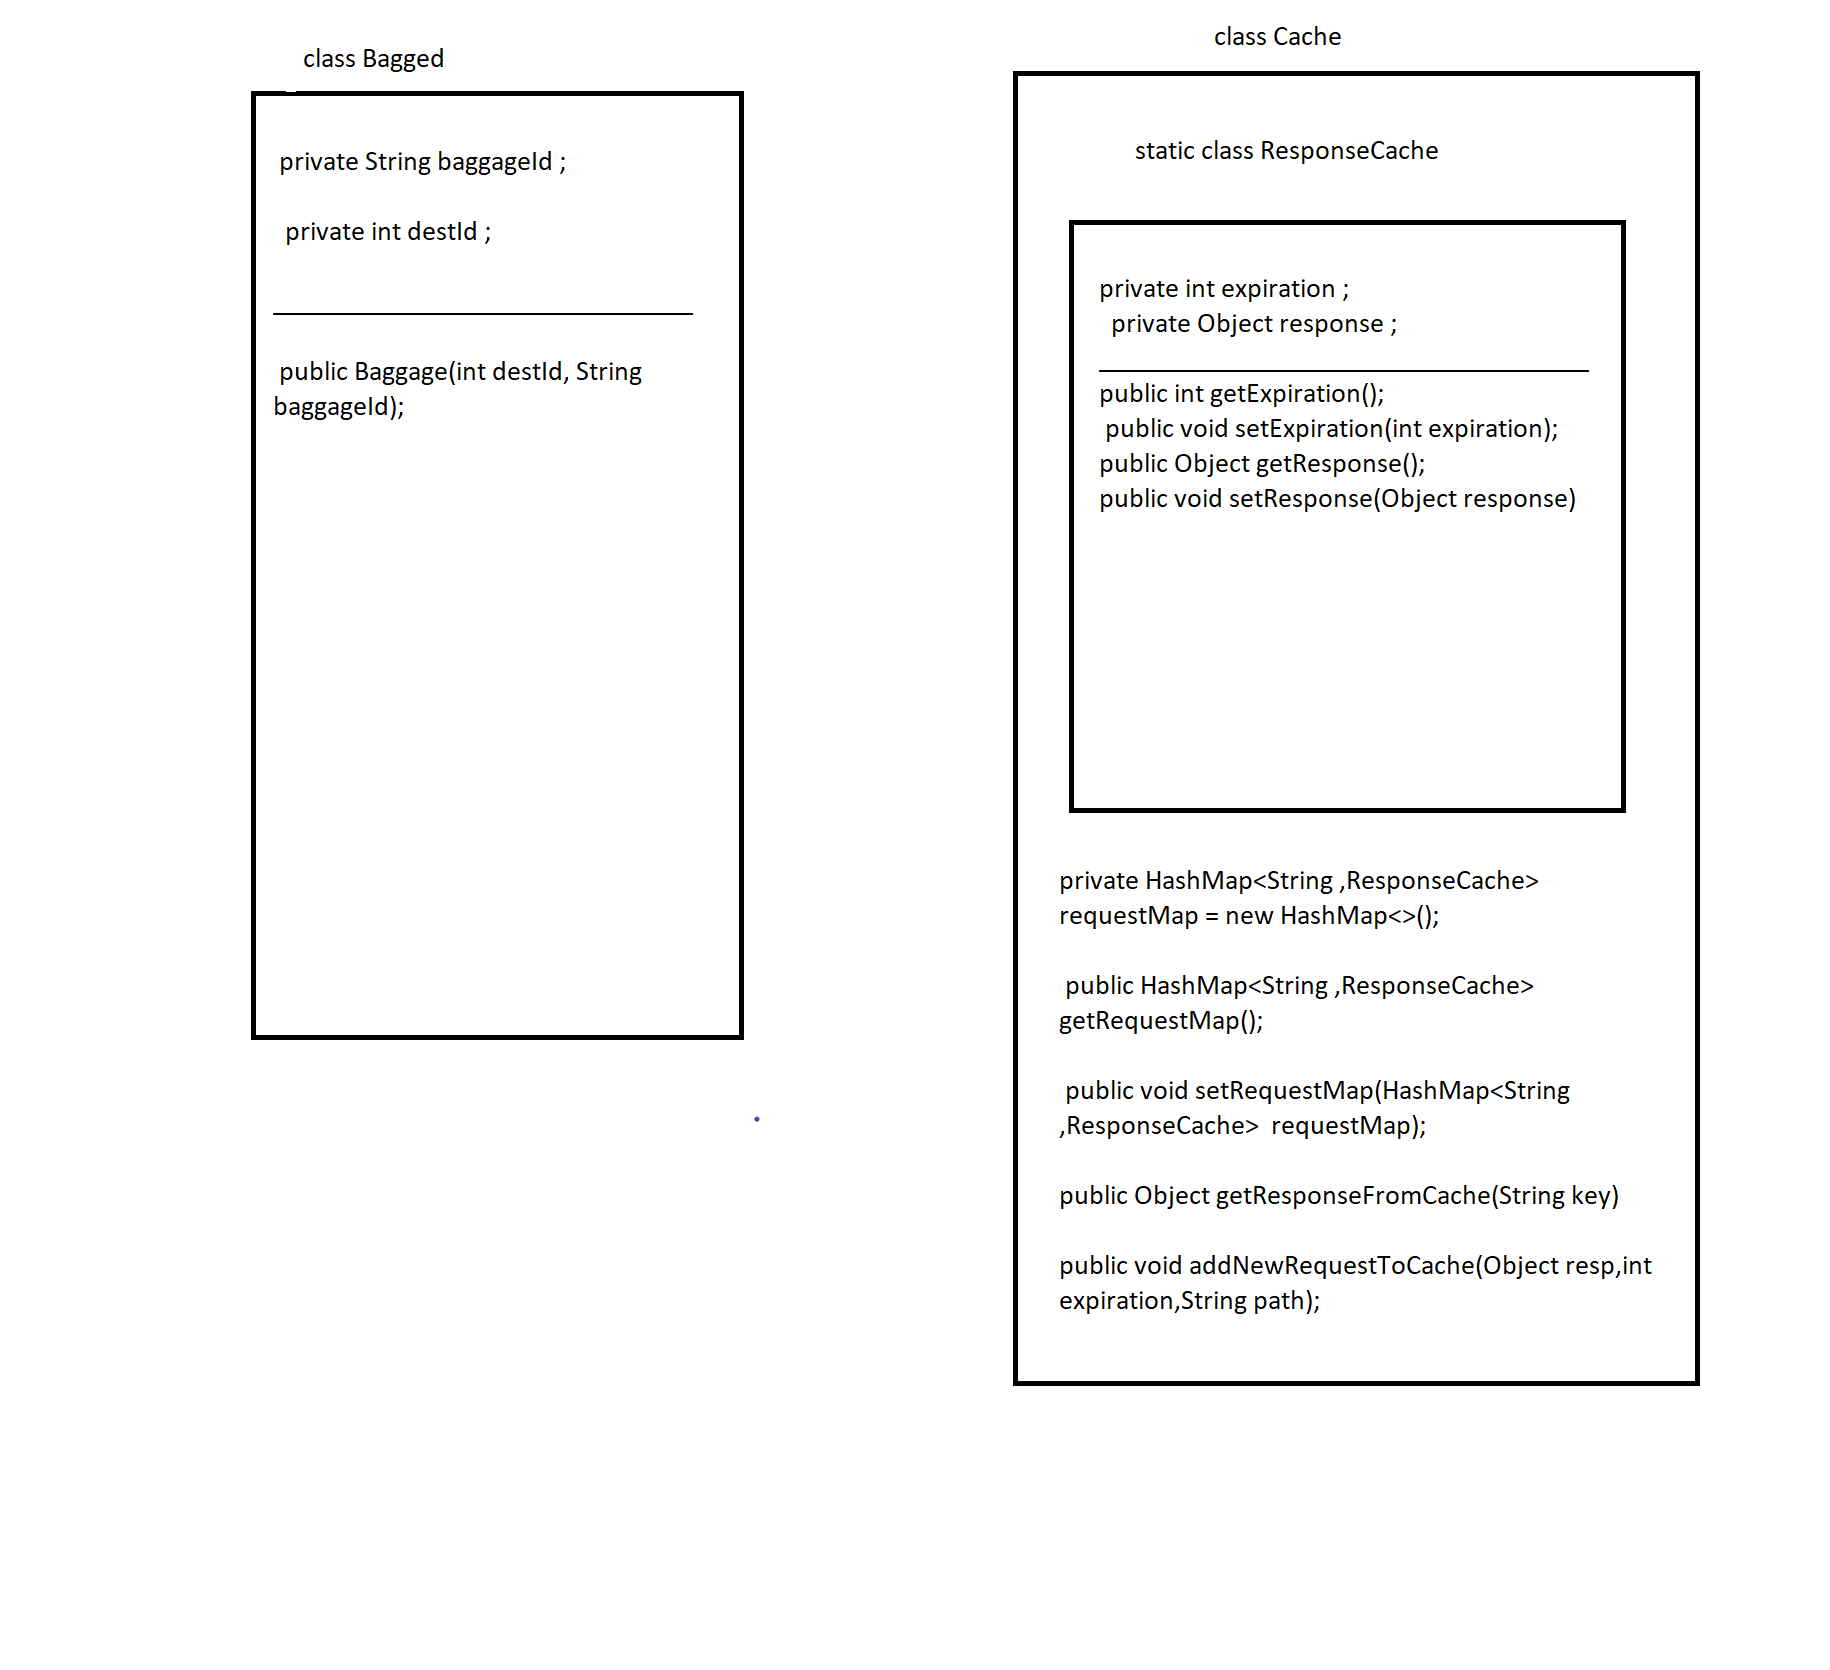 class Bagged
private String baggageId ;
private int destId ;
public Baggage(int destId, String
baggageId);
class Cache
static class ResponseCache
private int expiration ;
private Object response ;
public int getExpiration();
public void setExpiration(int expiration);
public Object getResponse();
public void setResponse(Object response)
private HashMap<String ,ResponseCache>
requestMap = new HashMap<>();
public HashMap<String ,ResponseCache>
getRequestMap();
public void setRequestMap(HashMap<String
,ResponseCache>  requestMap);
public Object getResponseFromCache(String key)
public void addNewRequestToCache(Object resp,int
expiration,String path);